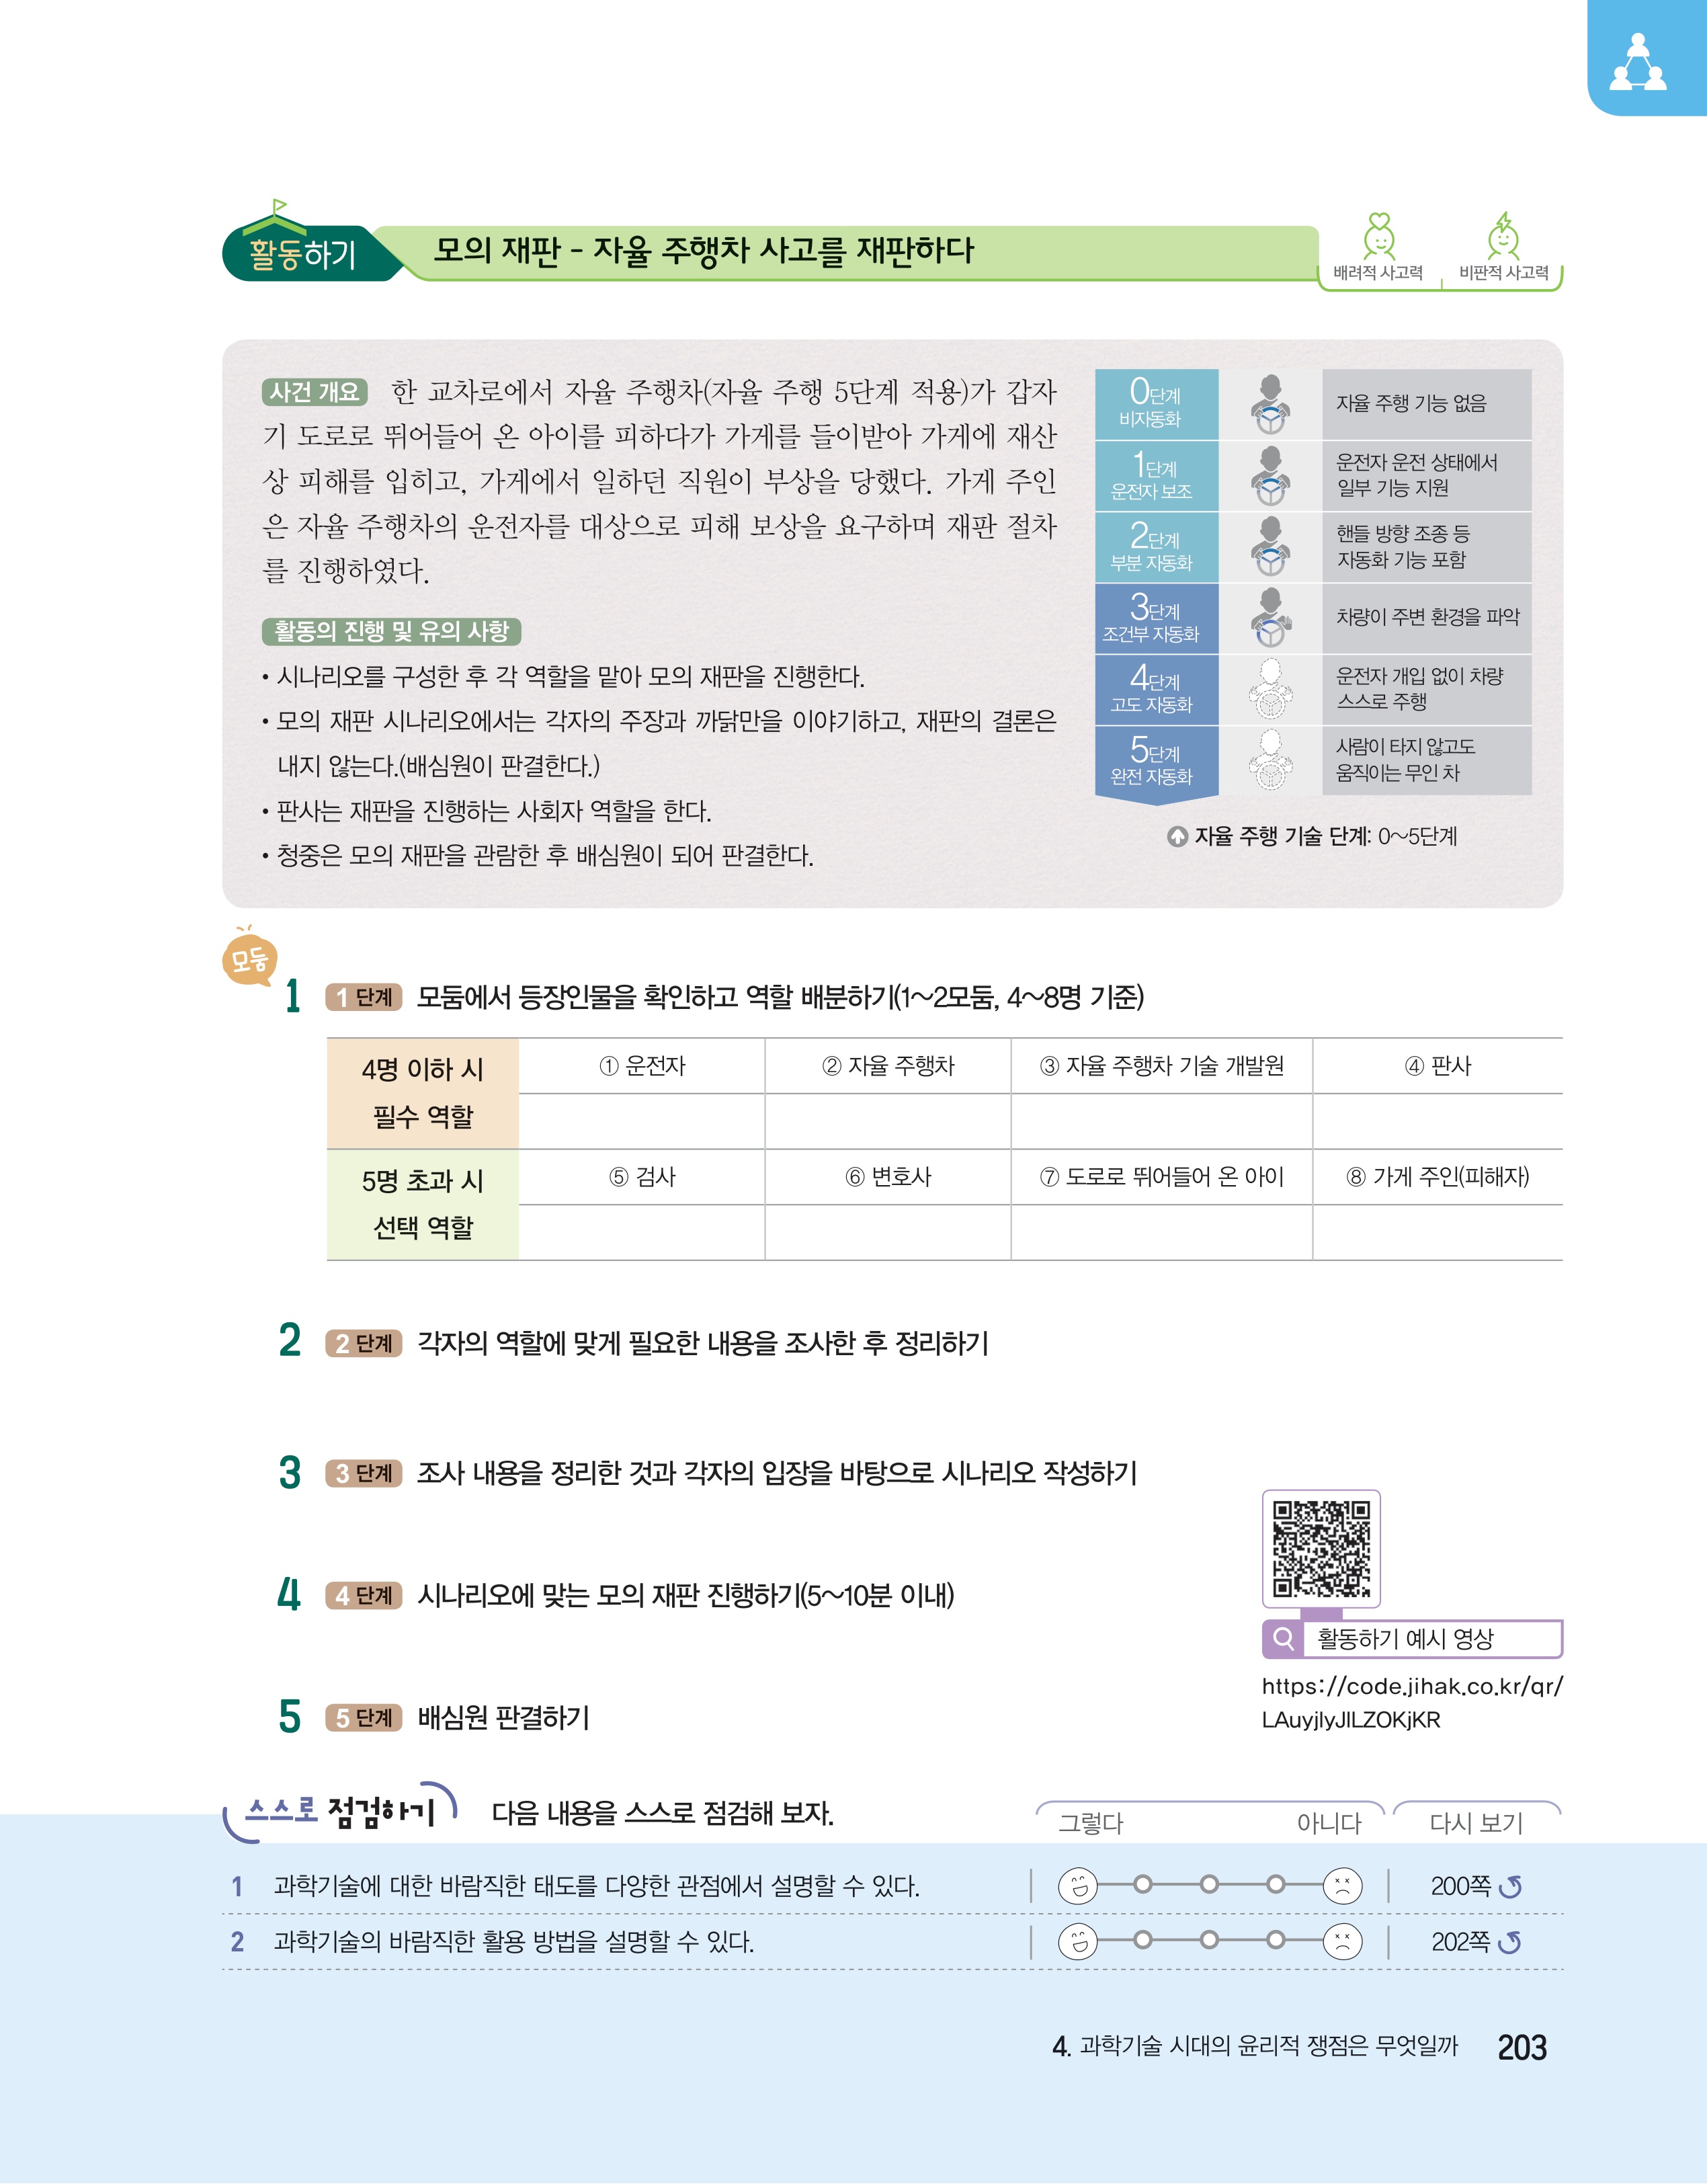 활동하기
모의 재판 - 자율 주행차 사고를 재판하다
배려적 사고력
비판적 사고력
사건 개요 한 교차로에서 자율 주행차(자율 주행 5단계 적용)가 갑자
기 도로로 뛰어들어 온 아이를 피하다가 가게를 들이받아 가게에 재산
상 피해를 입히고, 가게에서 일하던 직원이 부상을 당했다. 가게 주인
은 자율 주행차의 운전자를 대상으로 피해 보상을 요구하며 재판 절차
를 진행하였다.
활동의 진행 및 유의 사항
• 시나리오를 구성한 후 각 역할을 맡아 모의 재판을 진행한다.
• 모의 재판 시나리오에서는 각자의 주장과 까닭만을 이야기하고, 재판의 결론은
내지 않는다.(배심원이 판결한다.)
• 판사는 재판을 진행하는 사회자 역할을 한다.
• 청중은 모의 재판을 관람한 후 배심원이 되어 판결한다.
0단계
비자동화
자율 주행 기능 없음
1단계
운전자 보조
운전자 운전 상태에서
일부 기능 지원
2단계
부분 자동화
핸들 방향 조종 등
자동화 기능 포함
3단계
조건부 자동화
차량이 주변 환경을 파악
4단계
고도 자동화
운전자 개입 없이 차량
스스로 주행
5단계
완전 자동화
사람이 타지 않고도
움직이는 무인 차
자율 주행 기술 단계: 0~5단계
모둠
1 1 단계 모둠에서 등장인물을 확인하고 역할 배분하기(1~2모둠, 4~8명 기준)
4명 이하 시
필수 역할
① 운전자
② 자율 주행차
③ 자율 주행차 기술 개발원
④ 판사
5명 초과 시
선택 역할
⑤ 검사
⑥ 변호사
⑦ 도로로 뛰어들어 온 아이
⑧ 가게 주인(피해자)
2 2 단계 각자의 역할에 맞게 필요한 내용을 조사한 후 정리하기
3 3 단계 조사 내용을 정리한 것과 각자의 입장을 바탕으로 시나리오 작성하기
4 4 단계 시나리오에 맞는 모의 재판 진행하기(5~10분 이내)
활동하기 예시 영상
https://code.jihak.co.kr/qr/
LAuyjlyJlLZOKjKR
5 5 단계 배심원 판결하기
스스로 점검하기 다음 내용을 스스로 점검해 보자.
그렇다 아니다 다시 보기
1 과학기술에 대한 바람직한 태도를 다양한 관점에서 설명할 수 있다. 200쪽
2 과학기술의 바람직한 활용 방법을 설명할 수 있다. 202쪽
4. 과학기술 시대의 윤리적 쟁점은 무엇일까 203